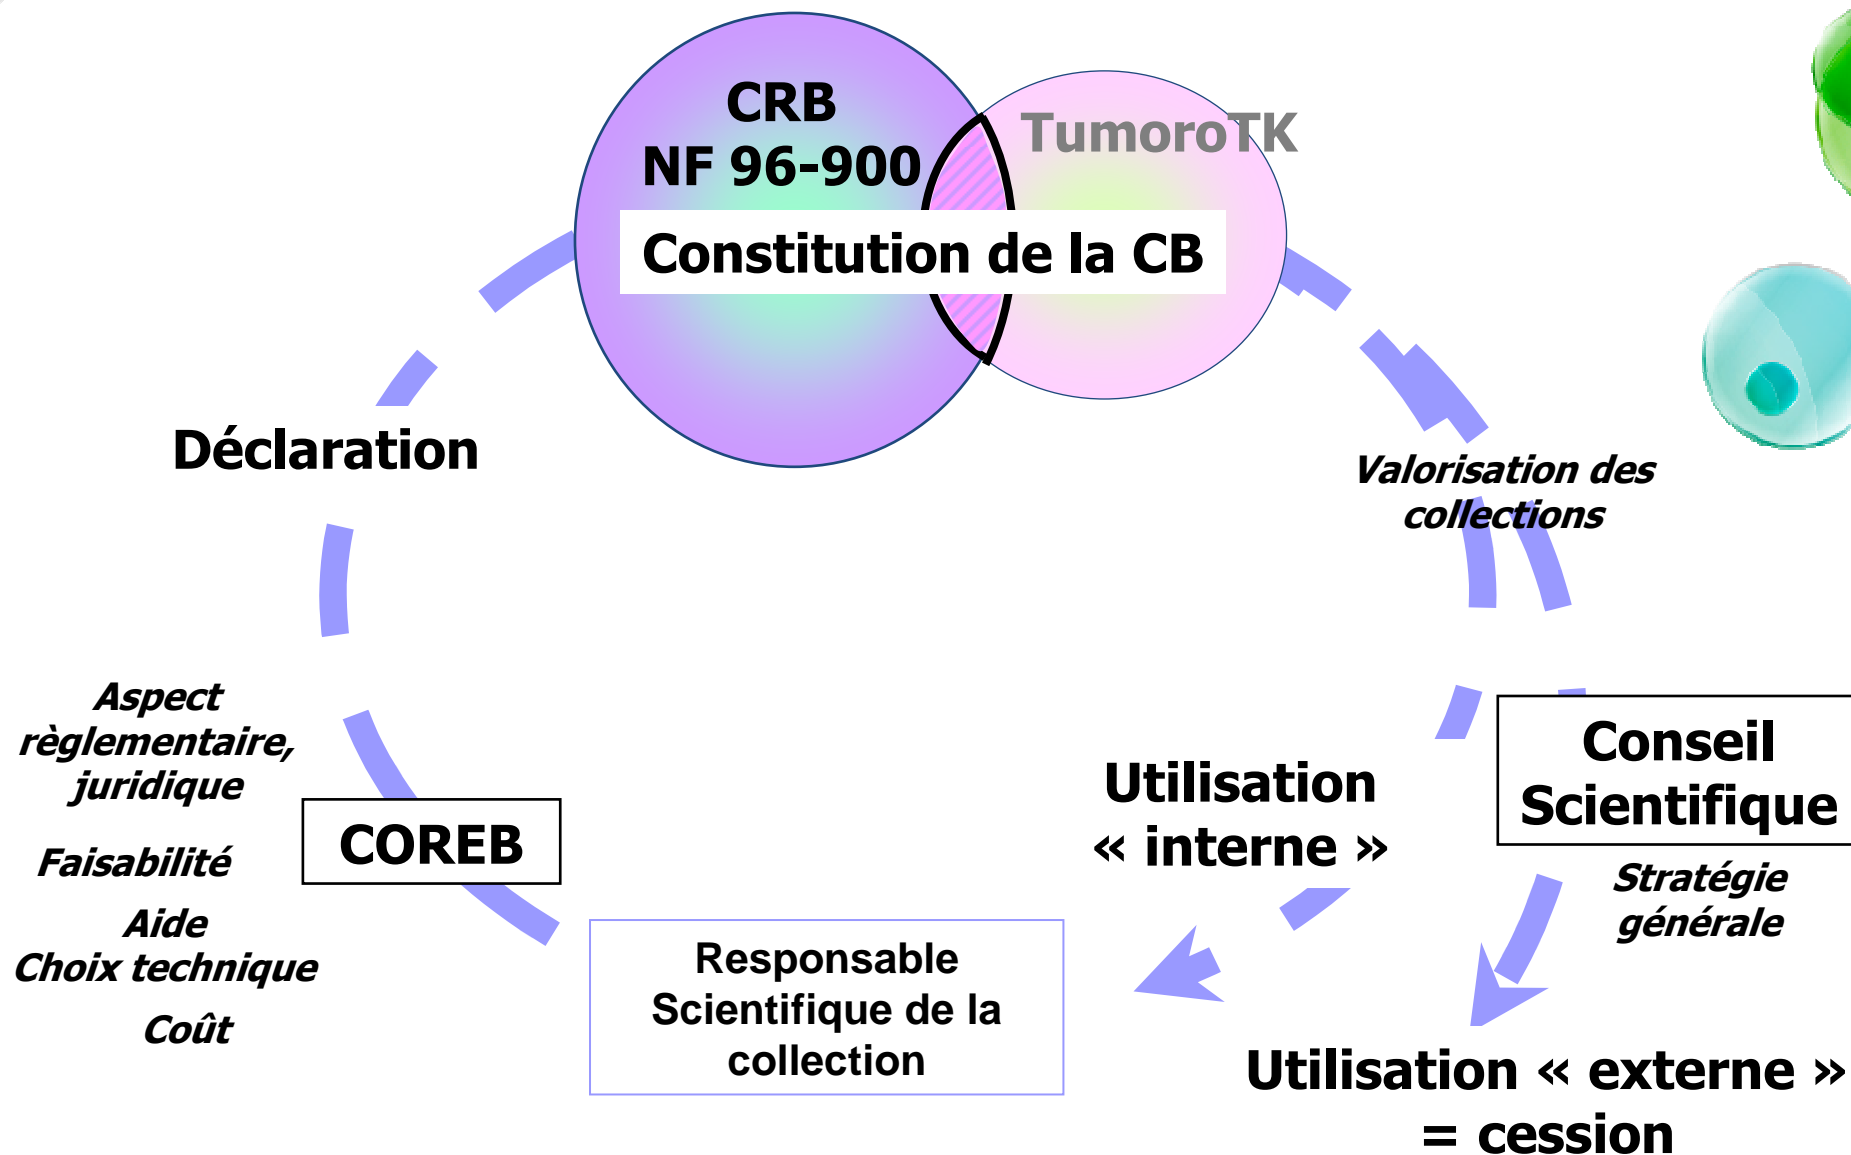 CRB
NF 96-900
TumoroTK
Constitution de la CB
Déclaration
Valorisation des
collections
Aspect
règlementaire,
juridique
Faisabilité
Aide
Choix technique
Coût
COREB
Responsable
Scientifique de la
collection
Utilisation
« interne »
Conseil
Scientifique
Stratégie
générale
Utilisation « externe »
= cession